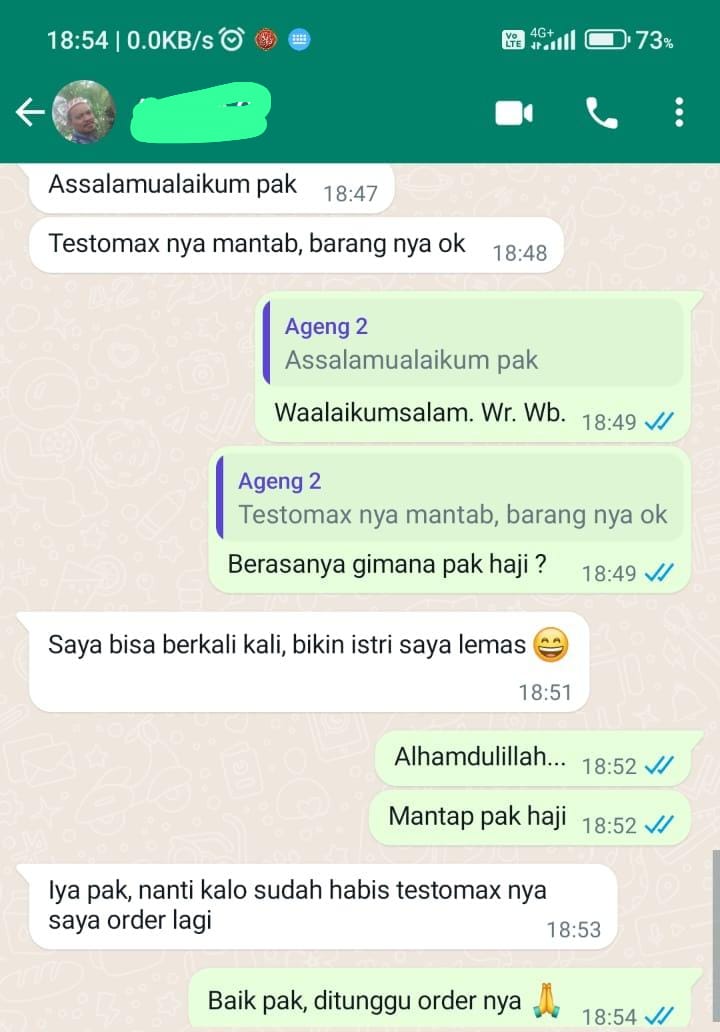 18:54 | 0.0KB/s
Vo LTE 4G+ 73%
Assalamualaikum pak 18:47
Testomax nya mantab, barang nya ok 18:48
Ageng 2
Assalamualaikum pak
Waalaikumsalam. Wr. Wb. 18:49
Ageng 2
Testomax nya mantab, barang nya ok
Berasanya gimana pak haji ? 18:49
Saya bisa berkali kali, bikin istri saya lemas 😄
18:51
Alhamdulillah... 18:52
Mantap pak haji 18:52
Iya pak, nanti kalo sudah habis testomax nya
saya order lagi 18:53
Baik pak, ditunggu order nya 🙏 18:54